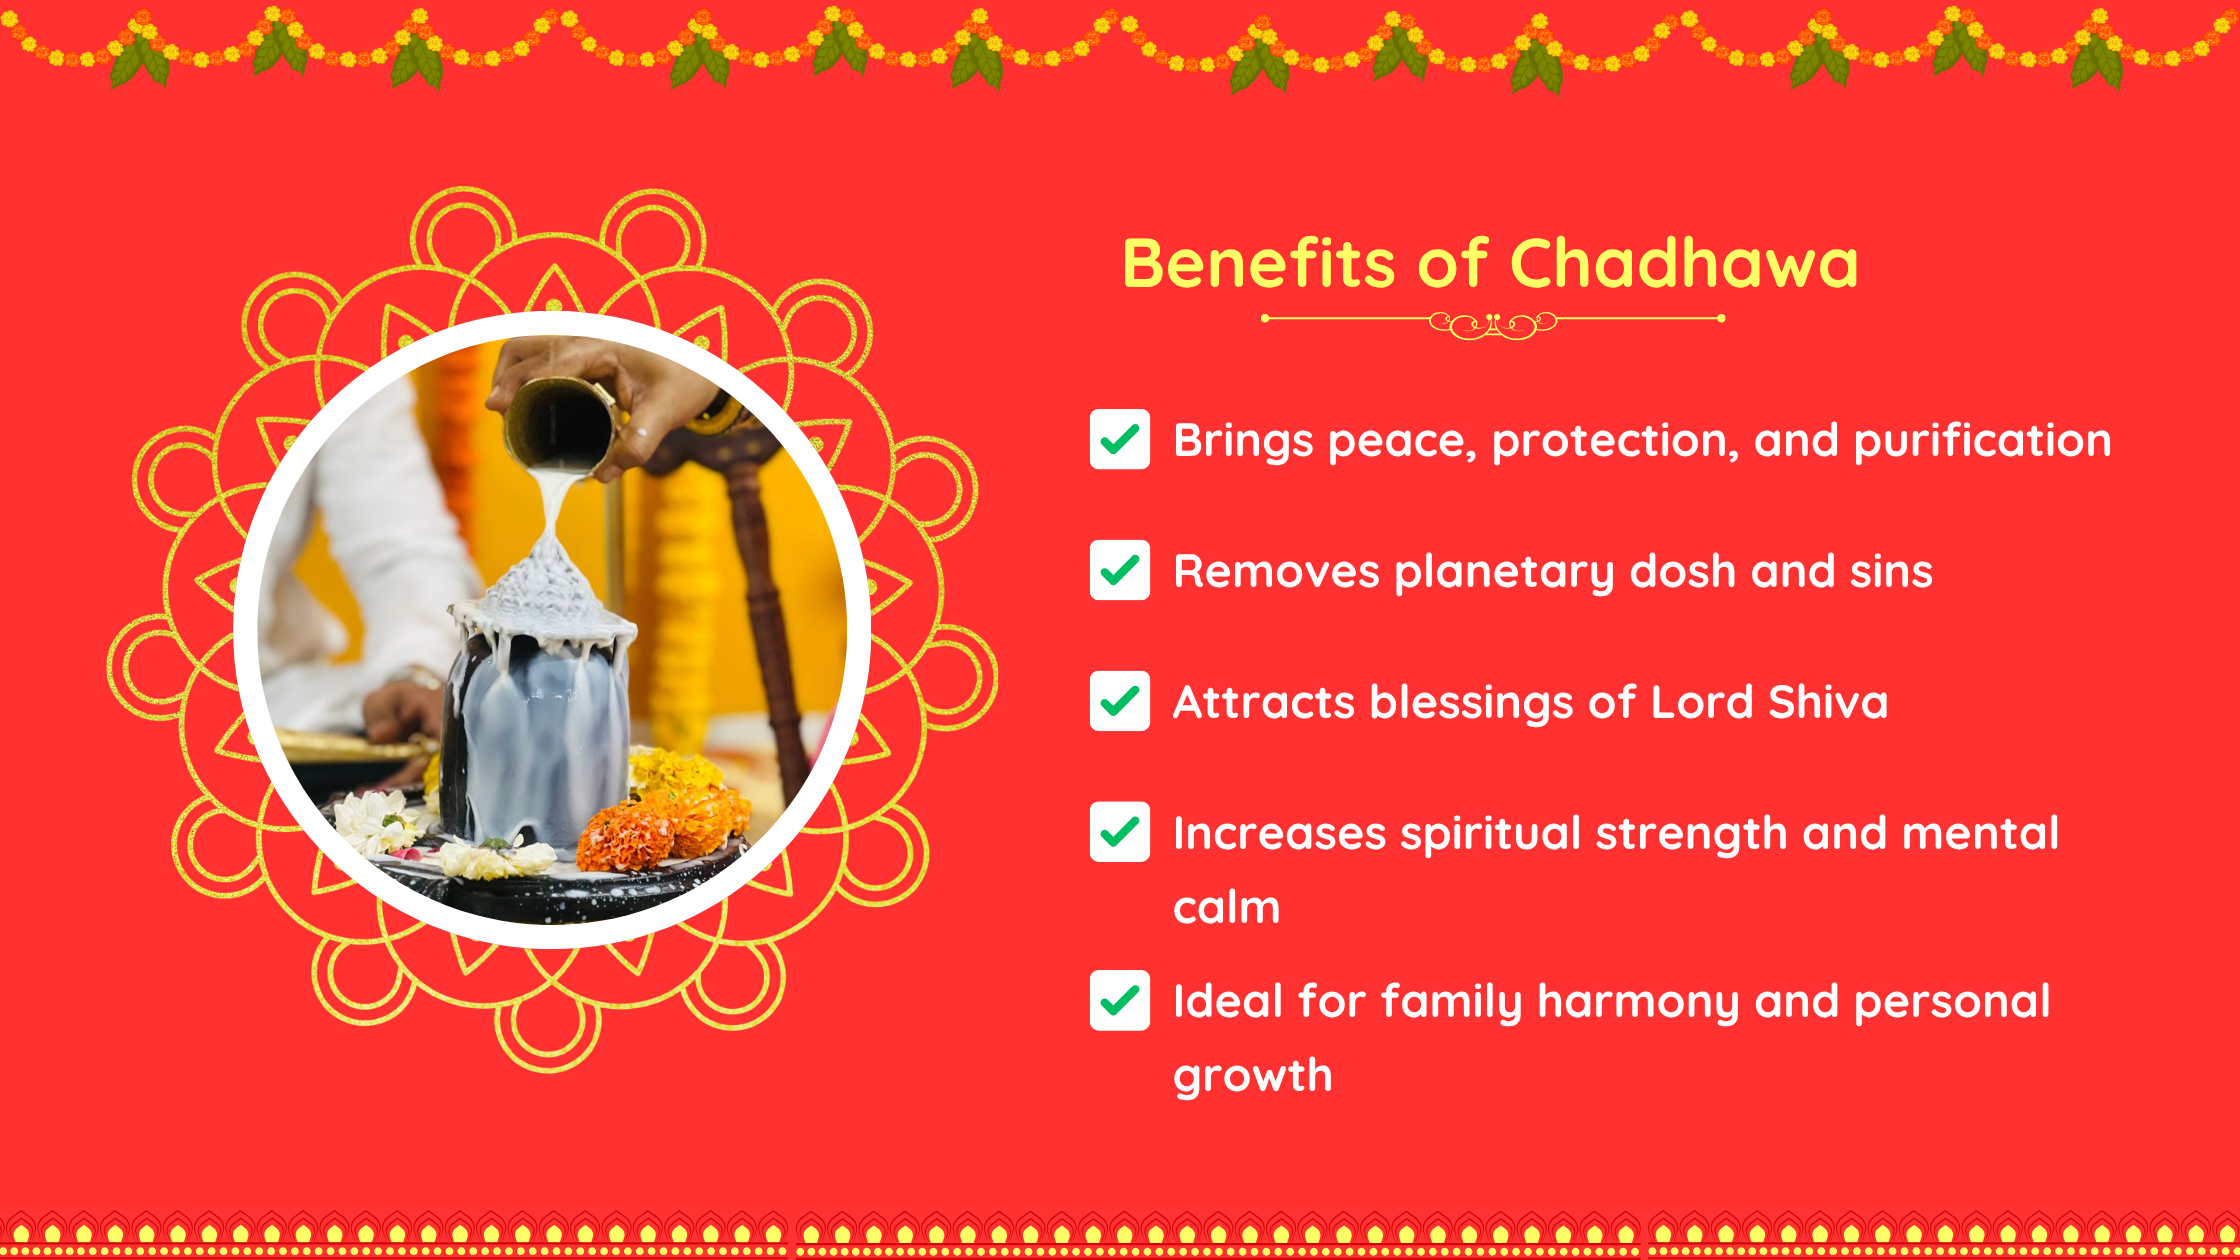 Benefits of Chadhawa
Brings peace, protection, and purification
Removes planetary dosh and sins
Attracts blessings of Lord Shiva
Increases spiritual strength and mental
calm
Ideal for family harmony and personal
growth